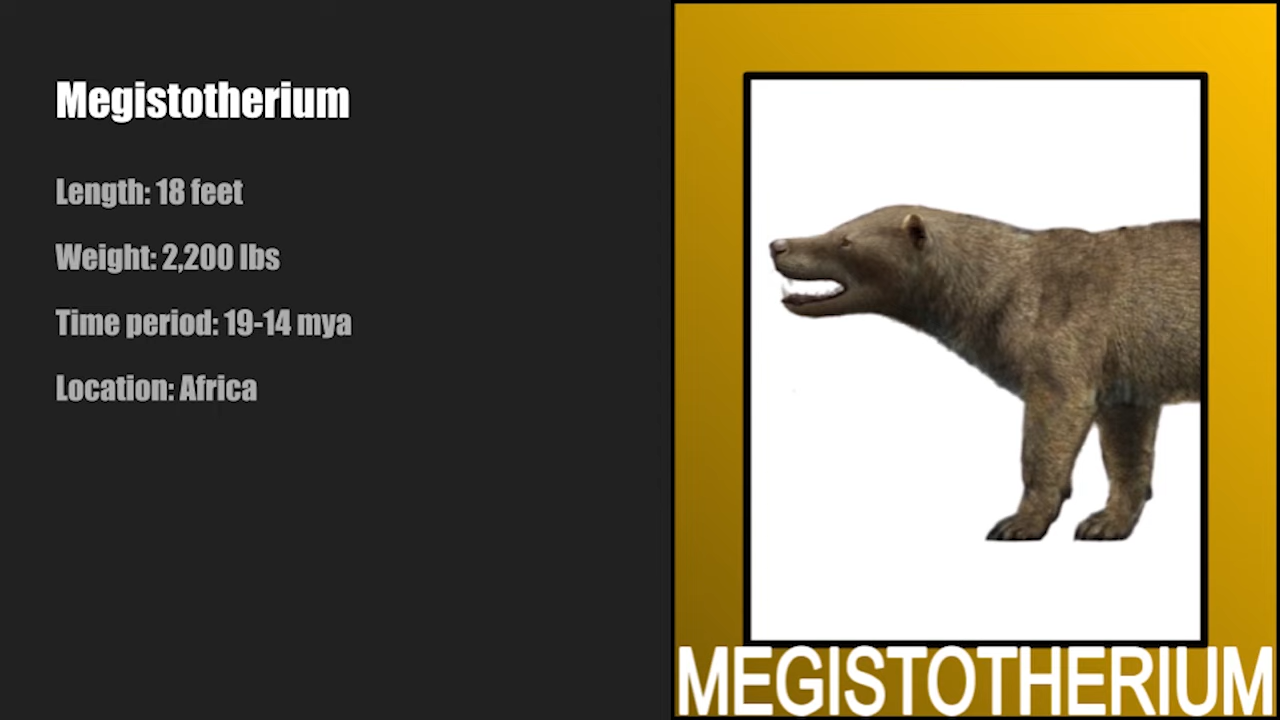 Megistotherium
Length: 18 feet
Weight: 2,200 lbs
Time period: 19-14 mya
Location: Africa
MEGISTOTHERIUM